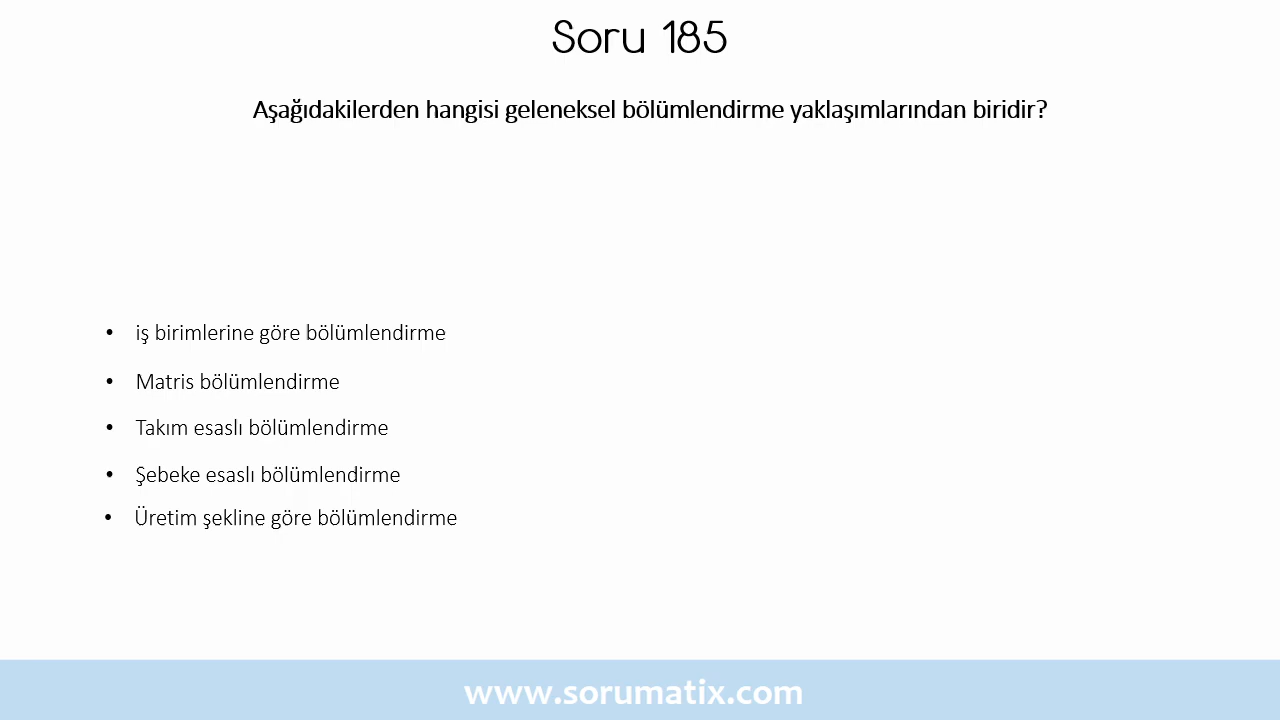 Soru 185
Aşağıdakilerden hangisi geleneksel bölümlendirme yaklaşımlarından biridir?
• iş birimlerine göre bölümlendirme
• Matris bölümlendirme
• Takım esaslı bölümlendirme
• Şebeke esaslı bölümlendirme
• Üretim şekline göre bölümlendirme
www.sorumatix.com